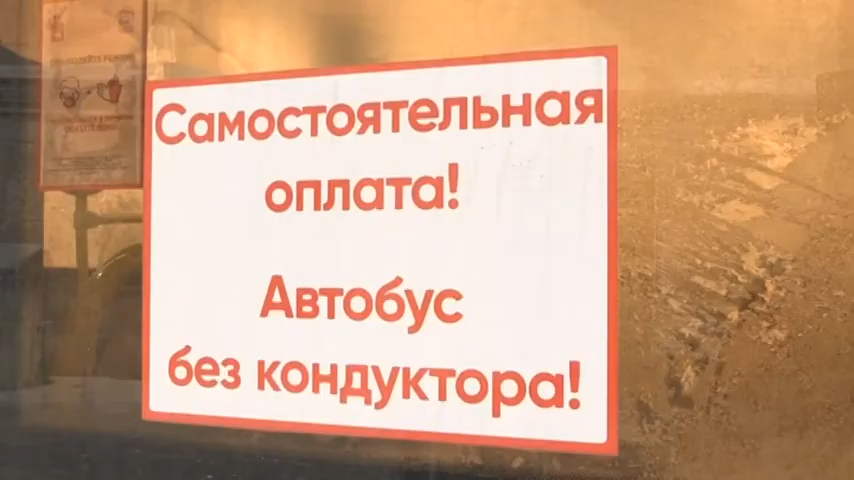 Самостоятельная
оплата!
Автобус
без кондуктора!